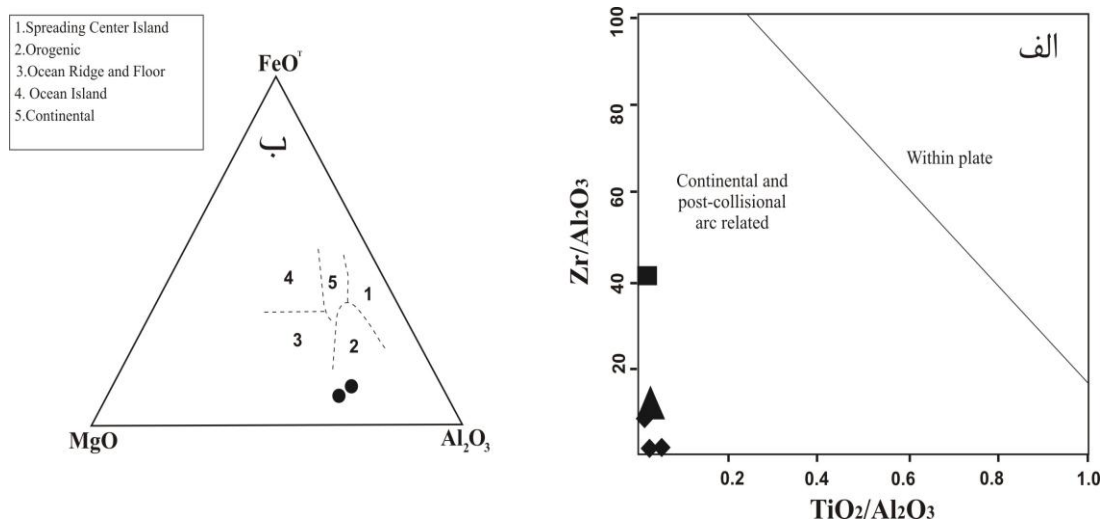 1.Spreading Center Island
2.Orogenic
3.Ocean Ridge and Floor
4. Ocean Island
5.Continental
FeOᵀ
ب
4
5
1
3
2
MgO
Al₂O₃
100
80
60
40
20
Zr/Al₂O₃
الف
Within plate
Continental and
post-collisional
arc related
0.2
0.4
0.6
0.8
1.0
TiO₂/Al₂O₃